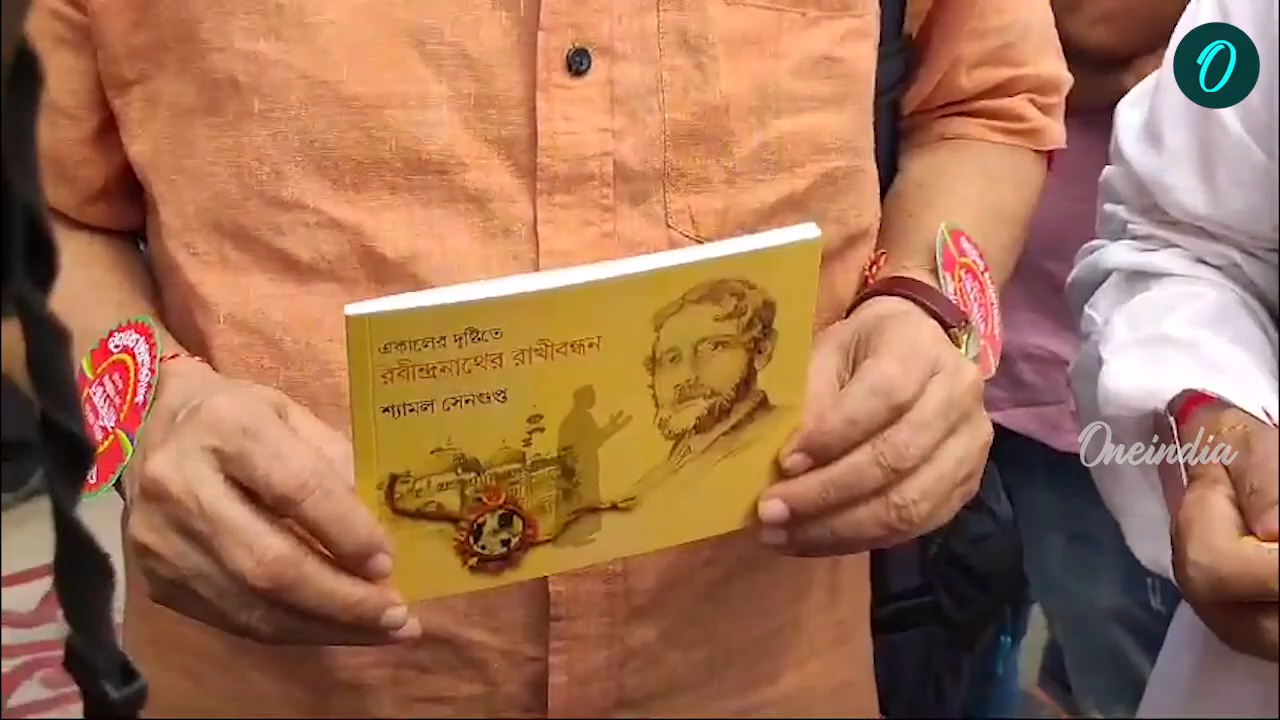 একালের দৃষ্টিতে
রবীন্দ্রনাথের রাখীবন্ধন
শ্যামল সেনগুপ্ত
Oneindia